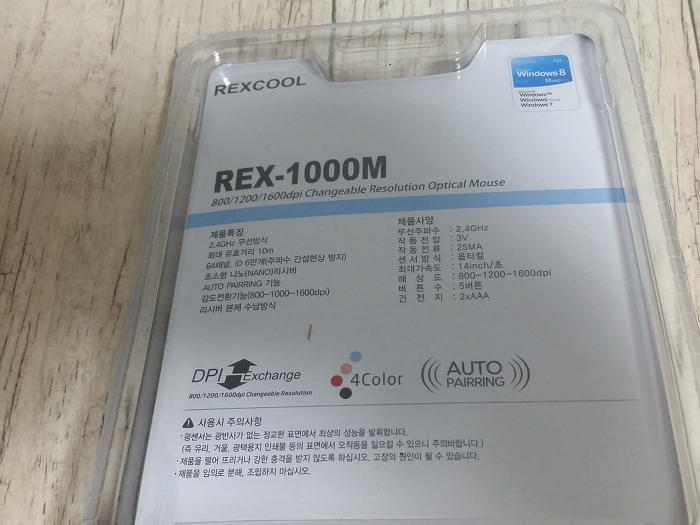 REXCOOL
Windows 8
Windows Vista
Windows 7
REX-1000M
800/1200/1600dpi Changeable Resolution Optical Mouse
제품특징
2.4GHz 무선방식
최대 유효거리 10m
64채널, ID 6만개(주파수 간섭현상 방지)
초소형 나노(NANO)리시버
AUTO PAIRRING 기능
감도전환기능(800-1000-1600dpi)
리시버 본체 수납방식
제품사양
무선주파수 : 2.4GHz
작동전압 : 3V
작동전류 : 25MA
센서방식 : 옵티컬
최대가속도 : 14inch/초
해상도 : 800-1200-1600dpi
버튼수 : 5버튼
건전지 : 2xAAA
DPI Exchange
800/1200/1600dpi Changeable Resolution
4Color
AUTO
PAIRRING
사용시 주의사항
· 광센서는 광반사가 없는 정교한 표면에서 최상의 성능을 발휘합니다.
(즉 유리, 거울, 광택용지 인쇄물 등의 표면에서 오작동을 일으킬 수 있으니 주의바랍니다.)
· 제품을 떨어 뜨리거나 강한 충격을 받지 않도록 하십시오. 고장의 원인이 될 수 있습니다.
· 제품을 임의로 분해, 조립하지 마십시오.